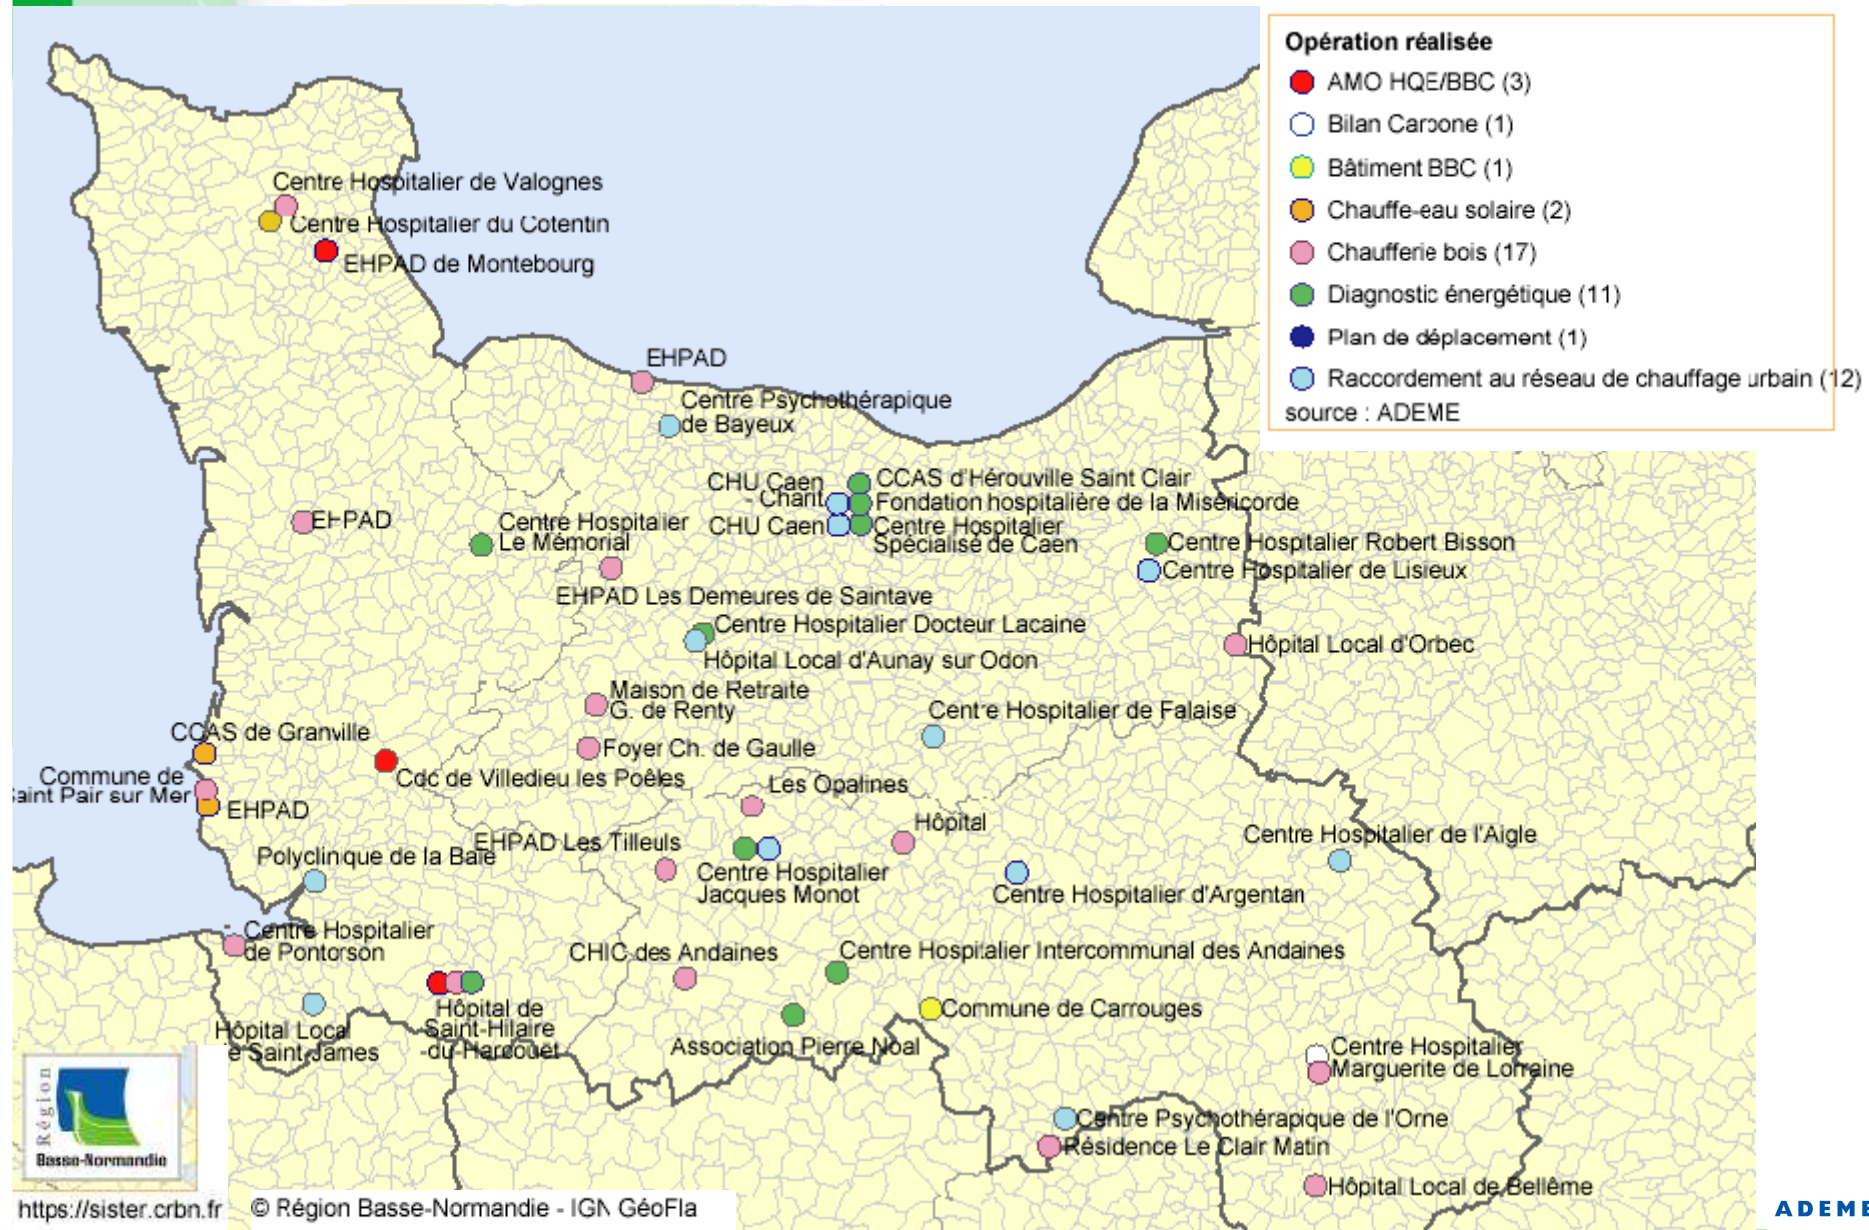 Opération réalisée
AMO HQE/BBC (3)
Bilan Carbone (1)
Bâtiment BBC (1)
Chauffe-eau solaire (2)
Chaufferie bois (17)
Diagnostic énergétique (11)
Plan de déplacement (1)
Raccordement au réseau de chauffage urbain (12)
source : ADEME
Centre Hospitalier de Valognes
Centre Hospitalier du Cotentin
EHPAD de Montebourg
EHPAD
Centre Psychothérapique
de Bayeux
CHU Caen
- Charit
CCAS d'Hérouville Saint Clair
Fondation hospitalière de la Miséricorde
CHU Caen
Centre Hospitalier
Spécialisé de Caen
EHPAD
Centre Hospitalier
Le Mémorial
Centre Hospitalier Robert Bisson
Centre Hospitalier de Lisieux
EHPAD Les Demeures de Saintave
Centre Hospitalier Docteur Lacaine
Hôpital Local d'Aunay sur Odon
Hôpital Local d'Orbec
Maison de Retraite
G. de Renty
Centre Hospitalier de Falaise
CCAS de Granville
Foyer Ch. de Gaulle
Cdc de Villedieu les Poêles
Commune de
Saint Pair sur Mer
EHPAD
Les Opalines
Hôpital
EHPAD Les Tilleuls
Polyclinique de la Baie
Centre Hospitalier de l'Aigle
Centre Hospitalier
Jacques Monot
Centre Hospitalier d'Argentan
Centre Hospitalier
de Pontorson
CHIC des Andaines
Centre Hospitalier Intercommunal des Andaines
Hôpital de
Saint-Hilaire
-du-Harcouët
Commune de Carrouges
Hôpital Local
de Saint-James
Association Pierre Noal
Centre Hospitalier
Marguerite de Lorraine
Centre Psychothérapique de l'Orne
Résidence Le Clair Matin
Hôpital Local de Bellême
Région
Basse-Normandie
https://sister.crbn.fr
© Région Basse-Normandie - IGN GéoFla
ADEME